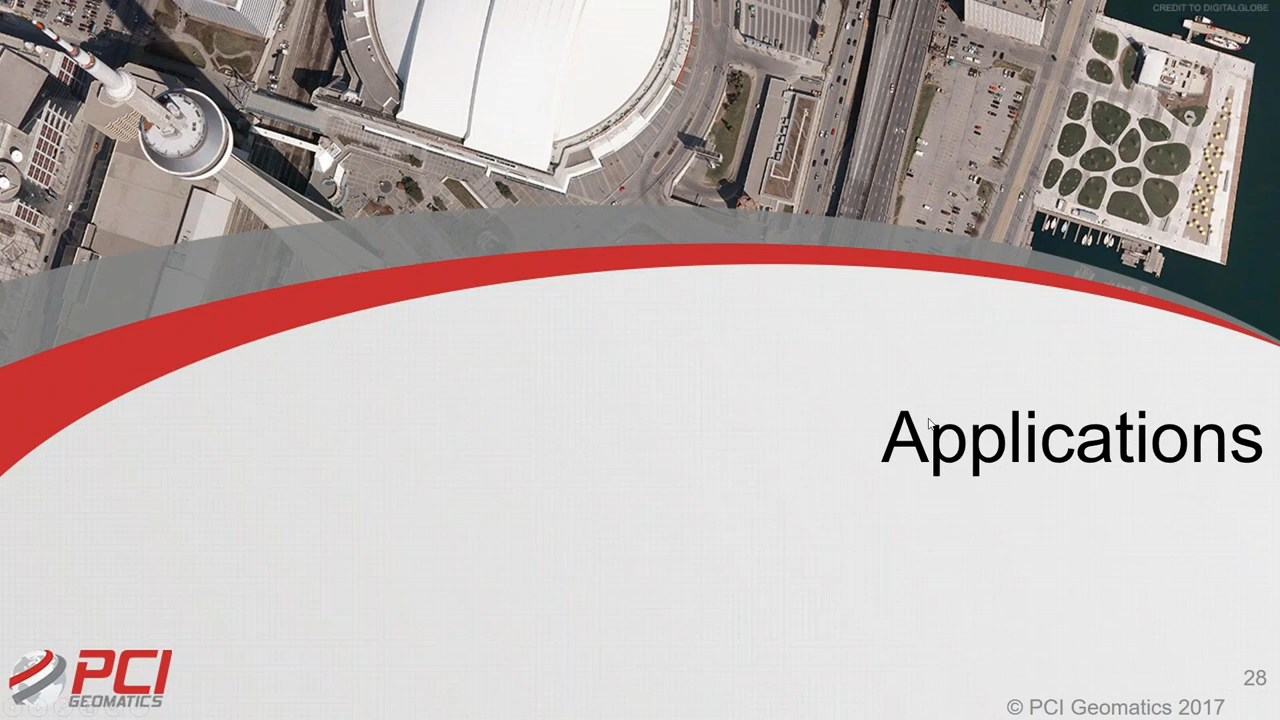 CREDIT TO DIGITALGLOBE
Applications
PCI
GEOMATICS
28
© PCI Geomatics 2017